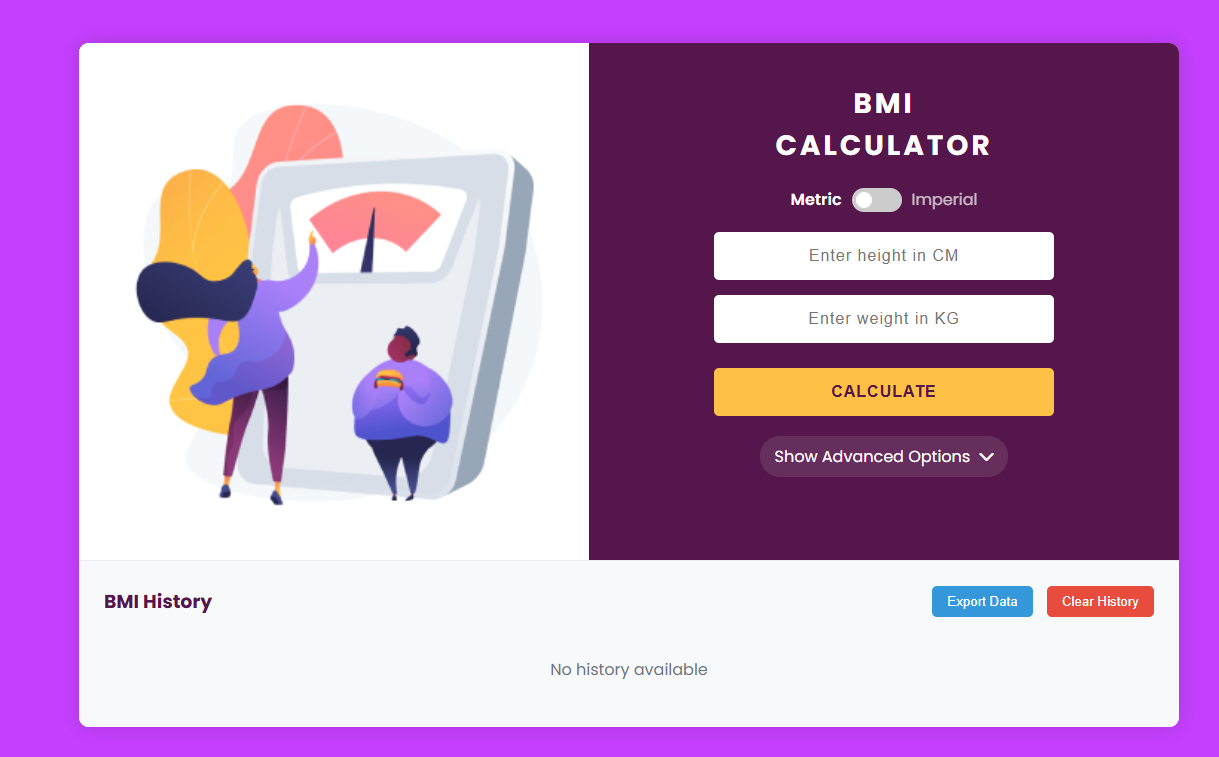 BMI
CALCULATOR
Metric Imperial
Enter height in CM
Enter weight in KG
CALCULATE
Show Advanced Options
BMI History
Export Data
Clear History
No history available